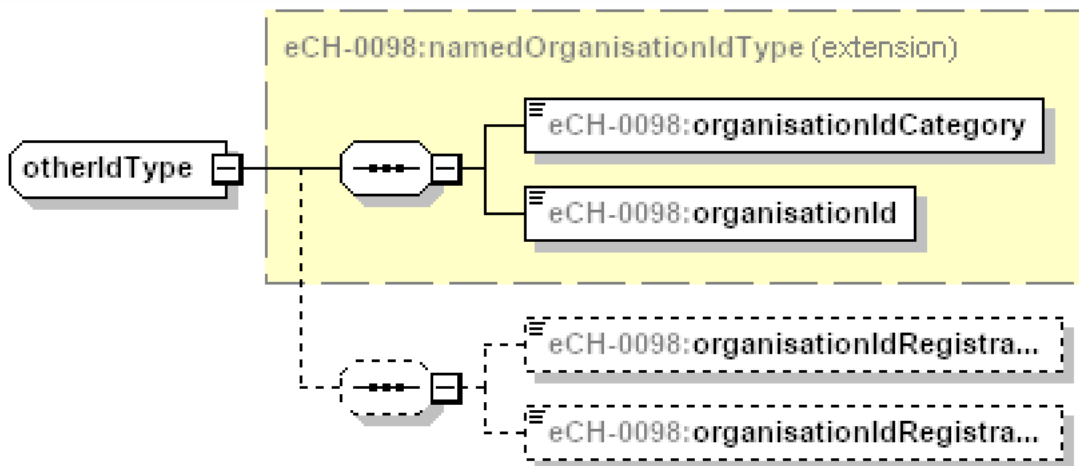 eCH-0098:namedOrganisationIdType (extension)
eCH-0098:organisationIdCategory
otherIdType
eCH-0098:organisationId
eCH-0098:organisationIdRegistra...
eCH-0098:organisationIdRegistra...